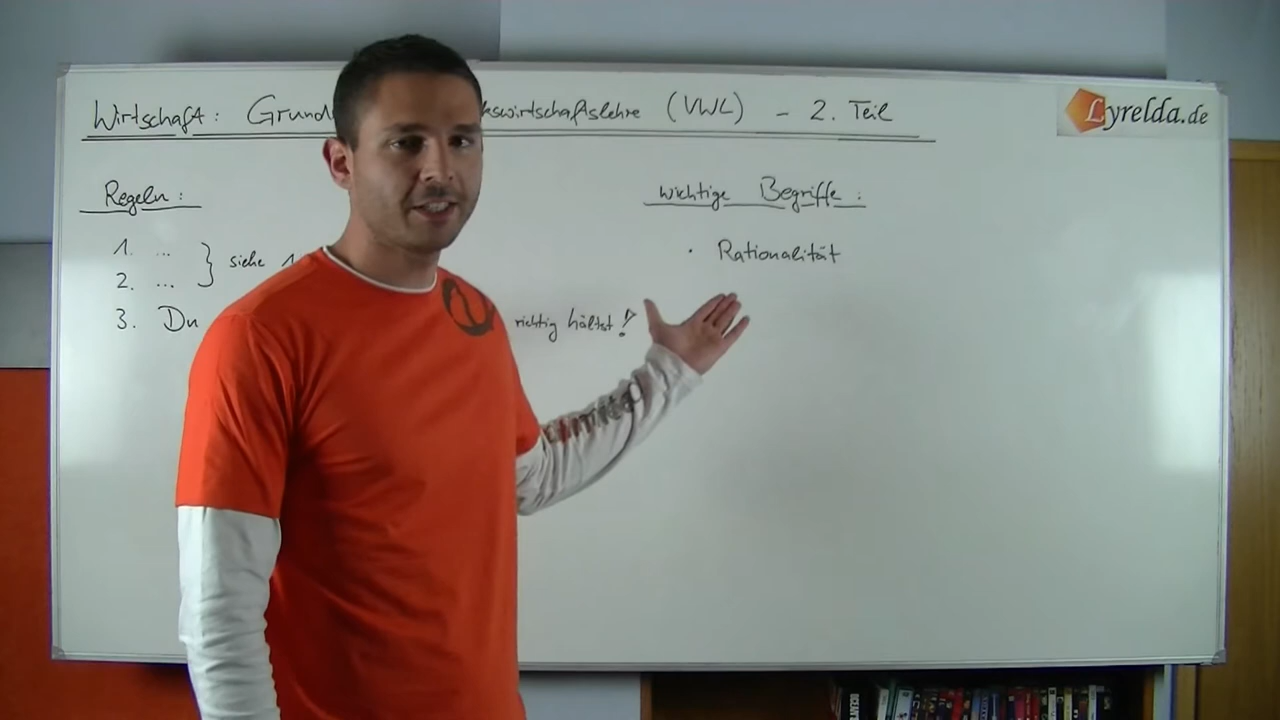 Wirtschaft: Grund kswirtschaftslehre (VWL) - 2. Teil
Lyrelda.de
Regeln:
1. ...
2. ...
siehe 1
3. Du richtig hältst!
wichtige Begriffe:
• Rationalität